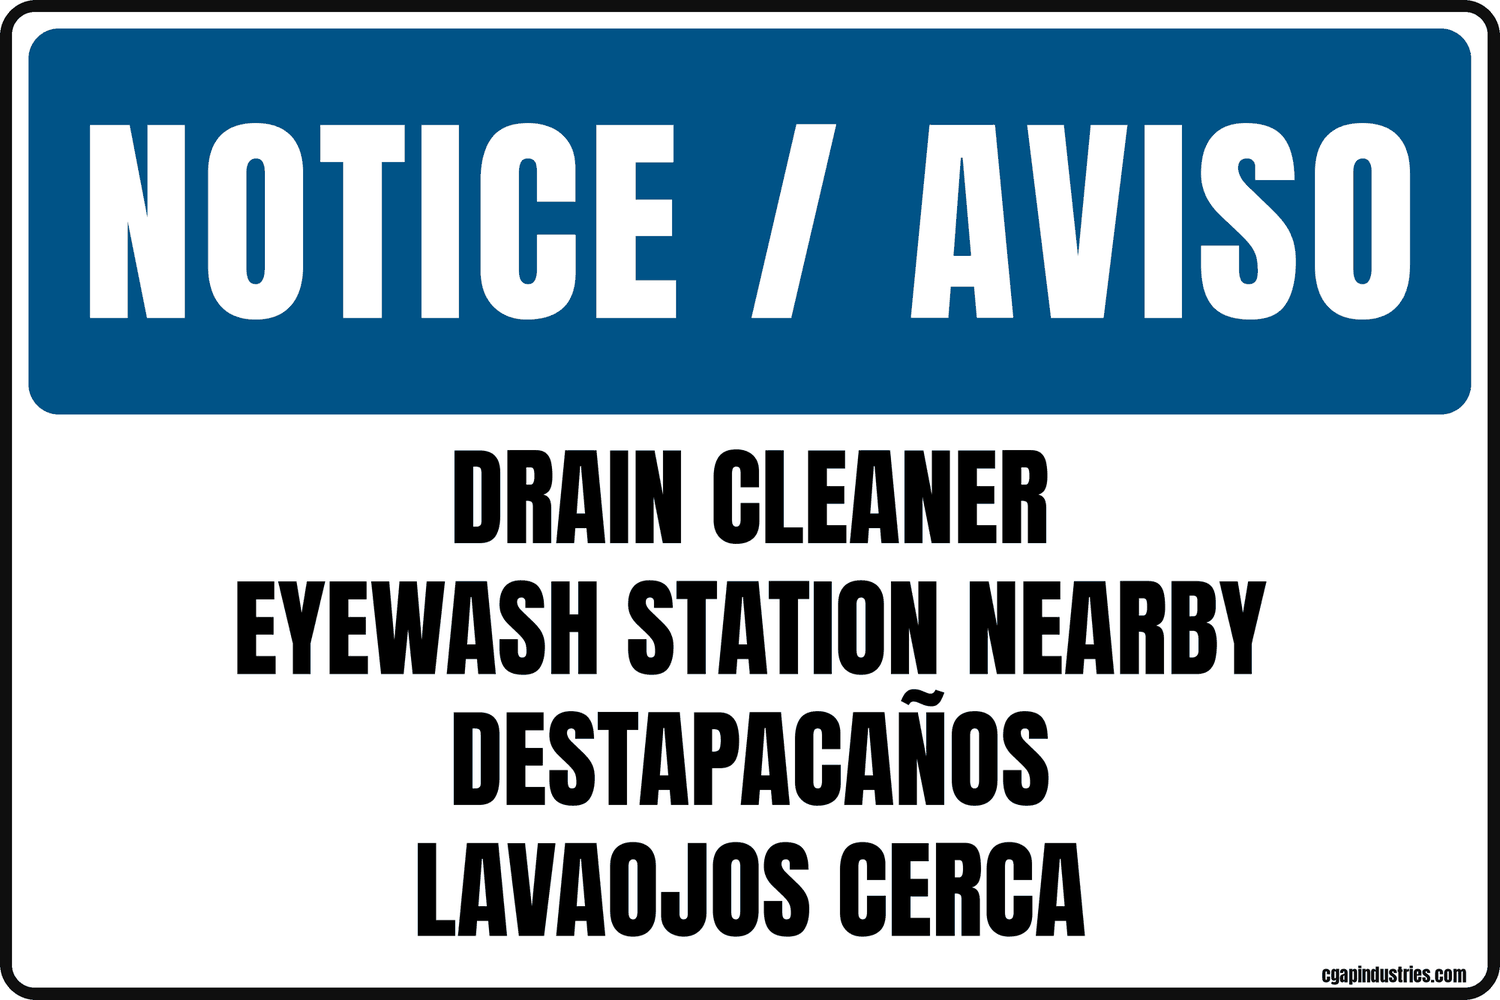 NOTICE / AVISO
DRAIN CLEANER
EYEWASH STATION NEARBY
DESTAPACAÑOS
LAVAOJOS CERCA
cgapindustries.com